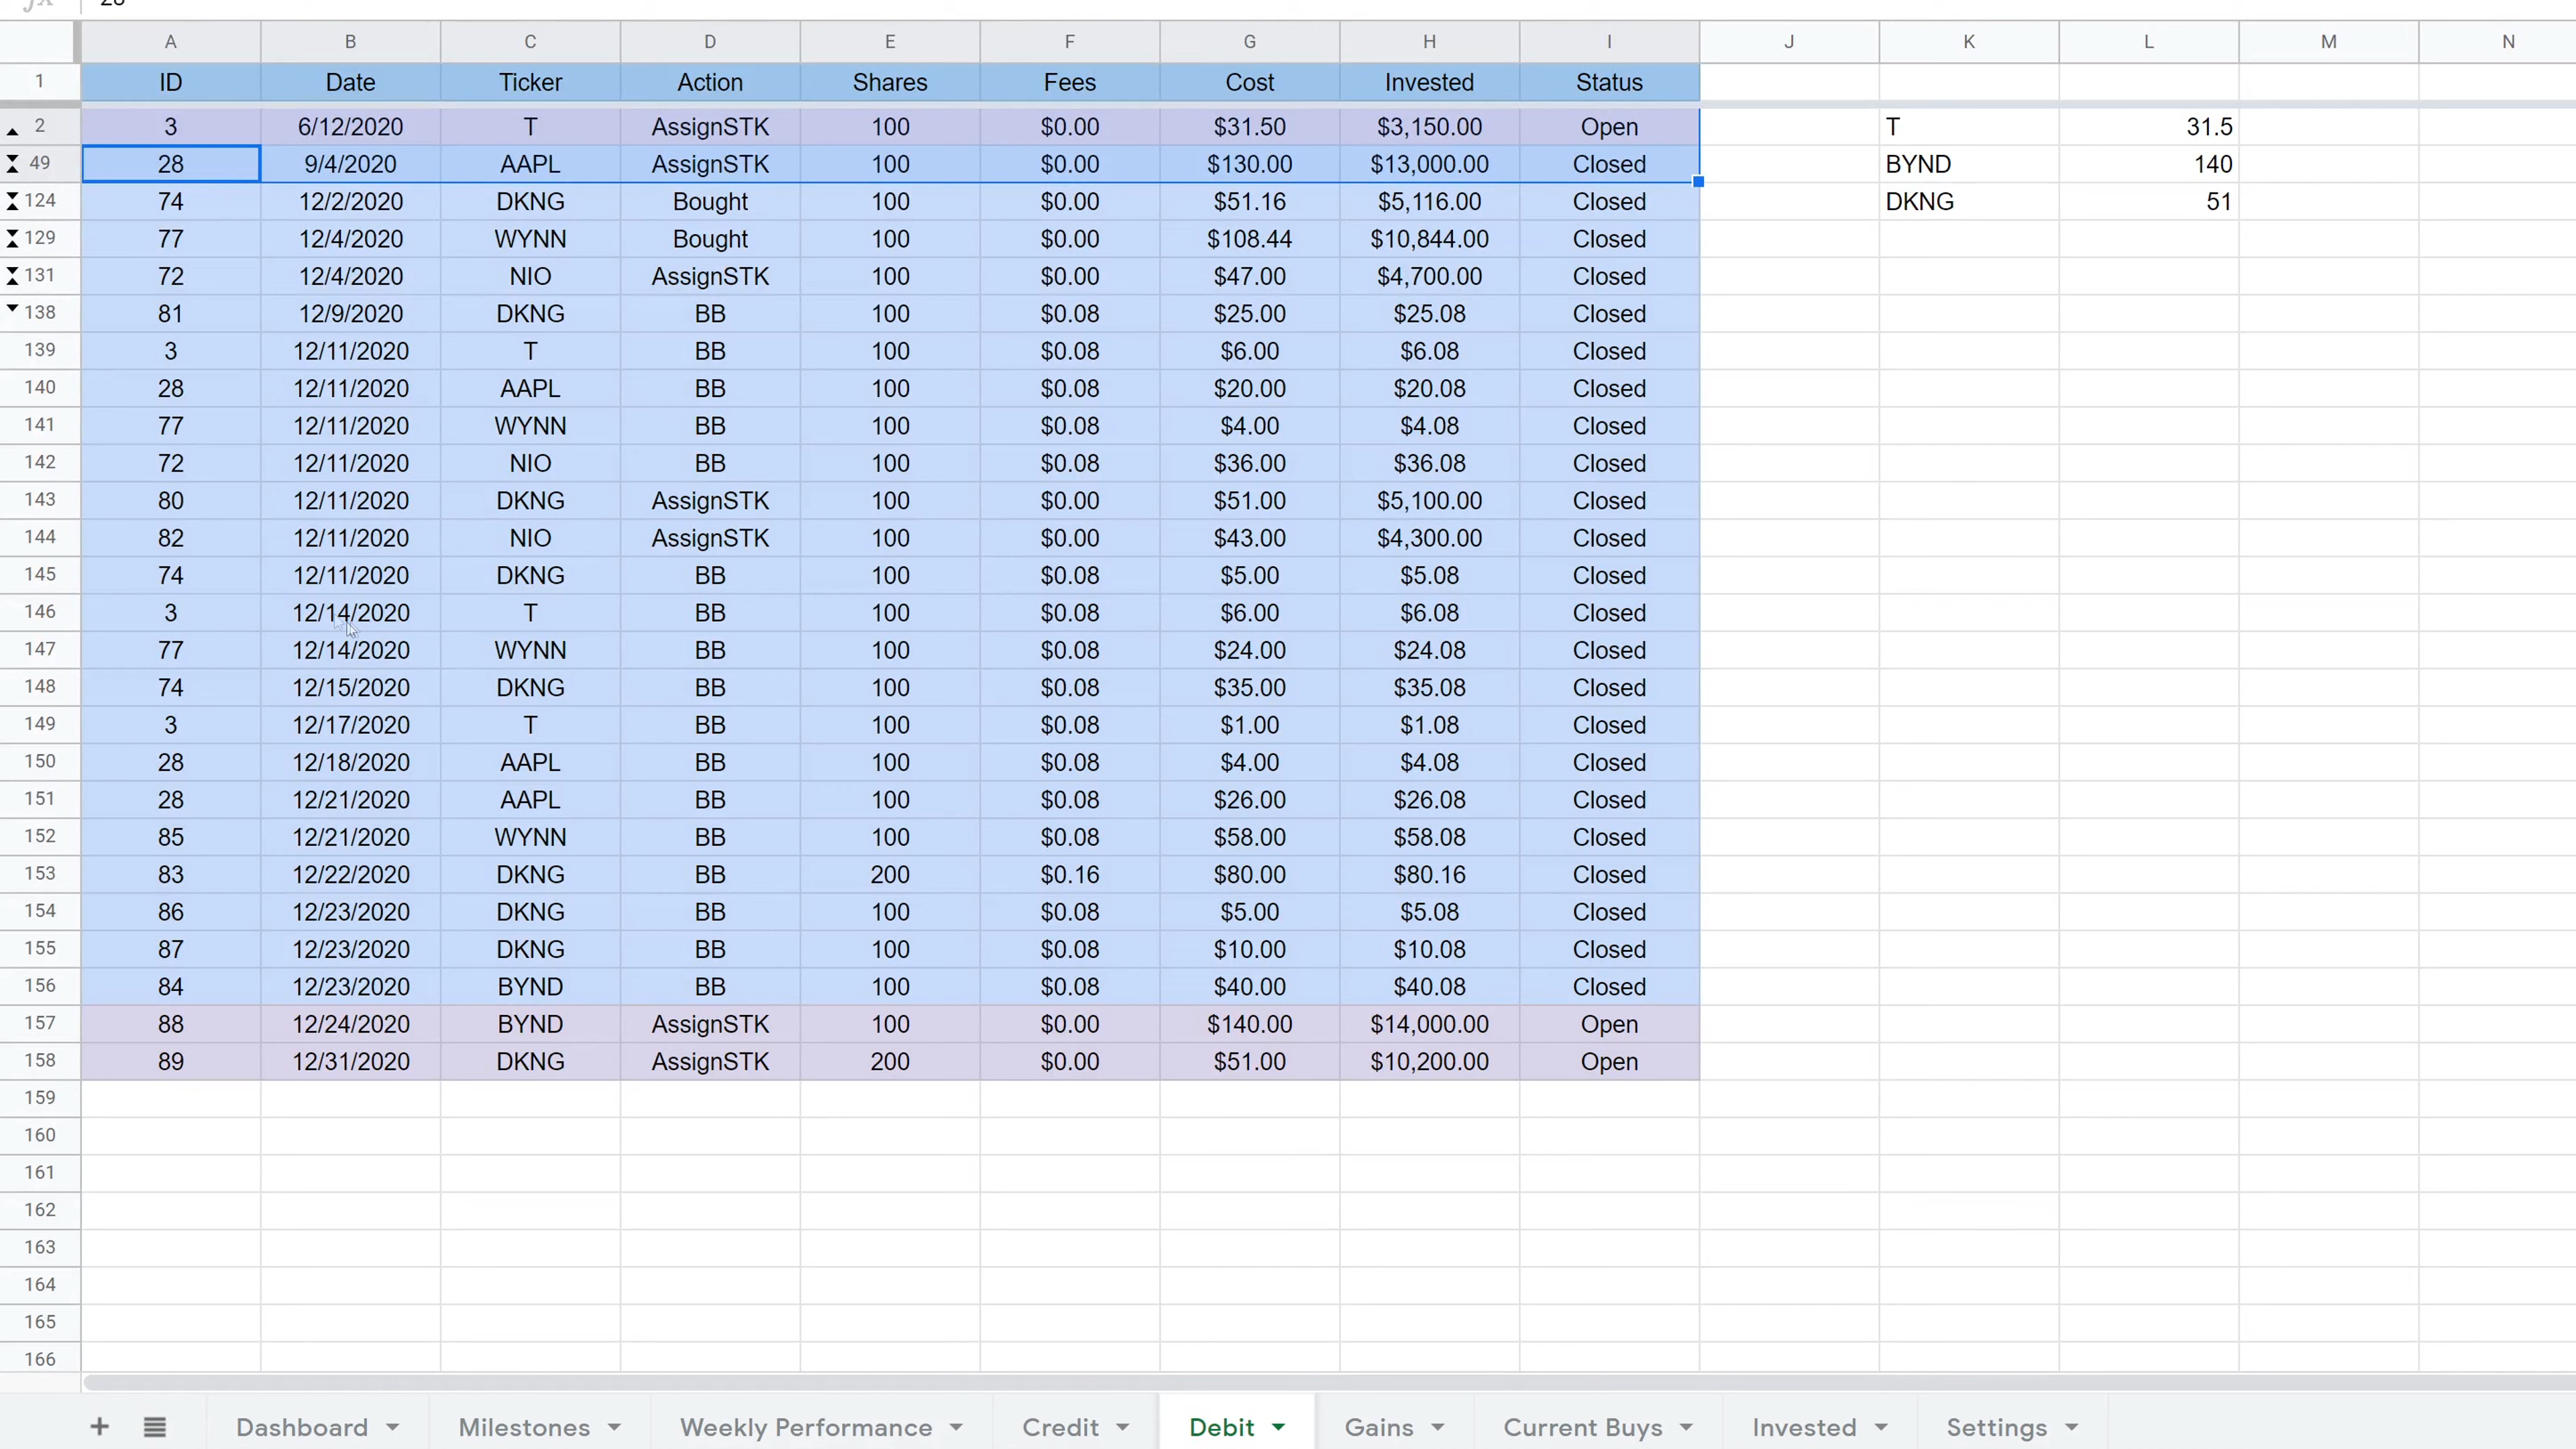 A B C D E F G H I J K L M N
1 ID Date Ticker Action Shares Fees Cost Invested Status
2 3 6/12/2020 T AssignSTK 100 $0.00 $31.50 $3,150.00 Open T 31.5
49 28 9/4/2020 AAPL AssignSTK 100 $0.00 $130.00 $13,000.00 Closed BYND 140
124 74 12/2/2020 DKNG Bought 100 $0.00 $51.16 $5,116.00 Closed DKNG 51
129 77 12/4/2020 WYNN Bought 100 $0.00 $108.44 $10,844.00 Closed
131 72 12/4/2020 NIO AssignSTK 100 $0.00 $47.00 $4,700.00 Closed
138 81 12/9/2020 DKNG BB 100 $0.08 $25.00 $25.08 Closed
139 3 12/11/2020 T BB 100 $0.08 $6.00 $6.08 Closed
140 28 12/11/2020 AAPL BB 100 $0.08 $20.00 $20.08 Closed
141 77 12/11/2020 WYNN BB 100 $0.08 $4.00 $4.08 Closed
142 72 12/11/2020 NIO BB 100 $0.08 $36.00 $36.08 Closed
143 80 12/11/2020 DKNG AssignSTK 100 $0.00 $51.00 $5,100.00 Closed
144 82 12/11/2020 NIO AssignSTK 100 $0.00 $43.00 $4,300.00 Closed
145 74 12/11/2020 DKNG BB 100 $0.08 $5.00 $5.08 Closed
146 3 12/14/2020 T BB 100 $0.08 $6.00 $6.08 Closed
147 77 12/14/2020 WYNN BB 100 $0.08 $24.00 $24.08 Closed
148 74 12/15/2020 DKNG BB 100 $0.08 $35.00 $35.08 Closed
149 3 12/17/2020 T BB 100 $0.08 $1.00 $1.08 Closed
150 28 12/18/2020 AAPL BB 100 $0.08 $4.00 $4.08 Closed
151 28 12/21/2020 AAPL BB 100 $0.08 $26.00 $26.08 Closed
152 85 12/21/2020 WYNN BB 100 $0.08 $58.00 $58.08 Closed
153 83 12/22/2020 DKNG BB 200 $0.16 $80.00 $80.16 Closed
154 86 12/23/2020 DKNG BB 100 $0.08 $5.00 $5.08 Closed
155 87 12/23/2020 DKNG BB 100 $0.08 $10.00 $10.08 Closed
156 84 12/23/2020 BYND BB 100 $0.08 $40.00 $40.08 Closed
157 88 12/24/2020 BYND AssignSTK 100 $0.00 $140.00 $14,000.00 Open
158 89 12/31/2020 DKNG AssignSTK 200 $0.00 $51.00 $10,200.00 Open
159
160
161
162
163
164
165
166
+ Dashboard Milestones Weekly Performance Credit Debit Gains Current Buys Invested Settings